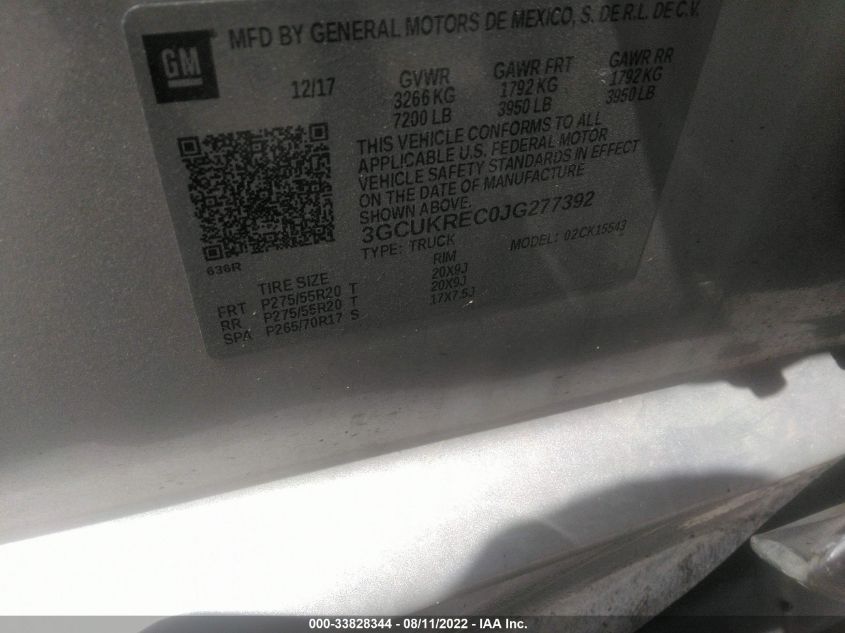 GM
MFD BY GENERAL MOTORS DE MEXICO, S. DE R.L. DE C.V.
12/17 GVWR GAWR FRT GAWR RR
3266 KG 1792 KG 1792 KG
7200 LB 3950 LB 3950 LB
THIS VEHICLE CONFORMS TO ALL
APPLICABLE U.S. FEDERAL MOTOR
VEHICLE SAFETY STANDARDS IN EFFECT
ON THE DATE OF MANUFACTURE
SHOWN ABOVE.
3GCUKREC0JG277392
TYPE: TRUCK MODEL: 02CK15543
636R
TIRE SIZE RIM
FRT P275/55R20 T 20X9J
RR P275/55R20 T 20X9J
SPA P265/70R17 S 17X7.5J
000-33828344 - 08/11/2022 - IAA Inc.